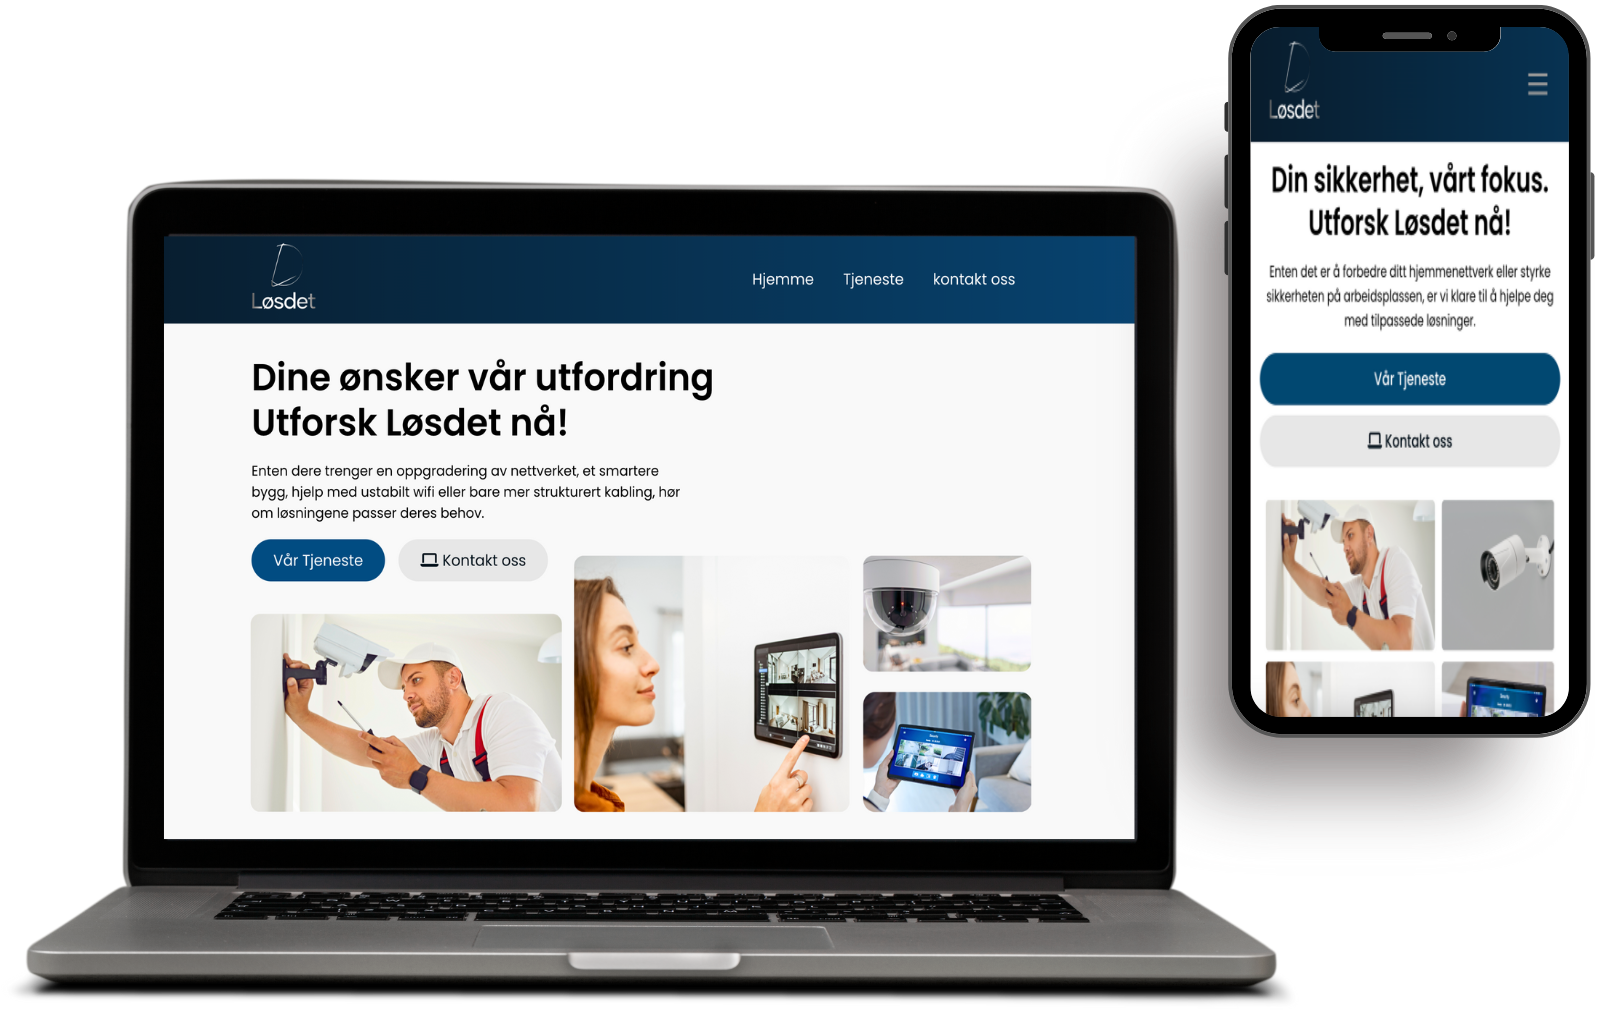 Løsdet
Hjemme Tjeneste kontakt oss
Dine ønsker vår utfordring
Utforsk Løsdet nå!
Enten dere trenger en oppgradering av nettverket, et smartere
bygg, hjelp med ustabilt wifi eller bare mer strukturert kabling, hør
om løsningene passer deres behov.
Vår Tjeneste
Kontakt oss
Løsdet
Din sikkerhet, vårt fokus.
Utforsk Løsdet nå!
Enten det er å forbedre ditt hjemmenettverk eller styrke
sikkerheten på arbeidsplassen, er vi klare til å hjelpe deg
med tilpassede løsninger.
Vår Tjeneste
Kontakt oss